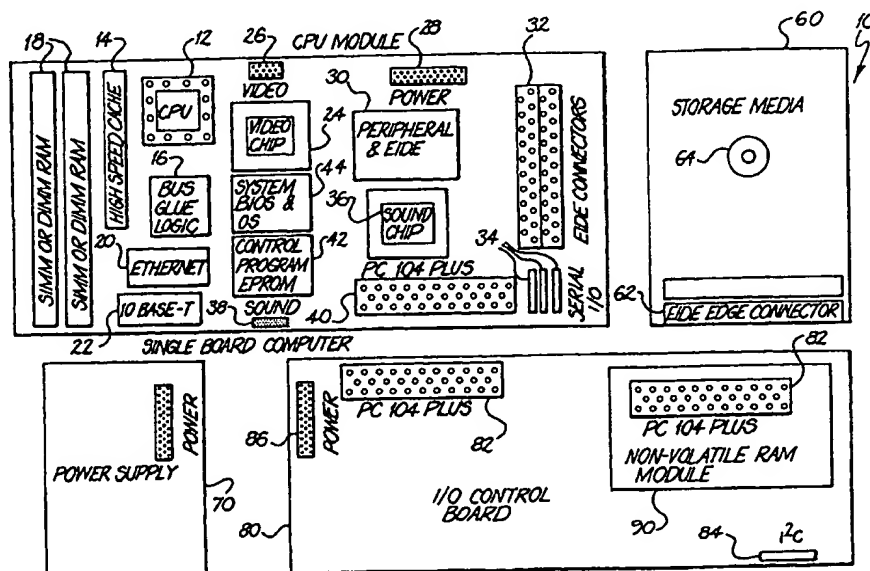 18
14
12
26
CPU MODULE
28
32
60
10
SIMM OR DIMM RAM
SIMM OR DIMM RAM
HIGH SPEED CACHE
CPU
VIDEO
POWER
30
VIDEO CHIP
24
PERIPHERAL & EIDE
EIDE CONNECTORS
STORAGE MEDIA
64
16
BUS GLUE LOGIC
44
SYSTEM BIOS & OS
36
SOUND CHIP
20
ETHERNET
42
CONTROL PROGRAM EPROM
34
PC 104 PLUS
SERIAL I/O
10 BASE-T
SOUND
38
40
22
62
EIDE EDGE CONNECTOR
SINGLE BOARD COMPUTER
82
POWER
POWER SUPPLY
70
86
POWER
PC 104 PLUS
82
PC 104 PLUS
NON-VOLATILE RAM MODULE
I/O CONTROL BOARD
80
90
84
I²C